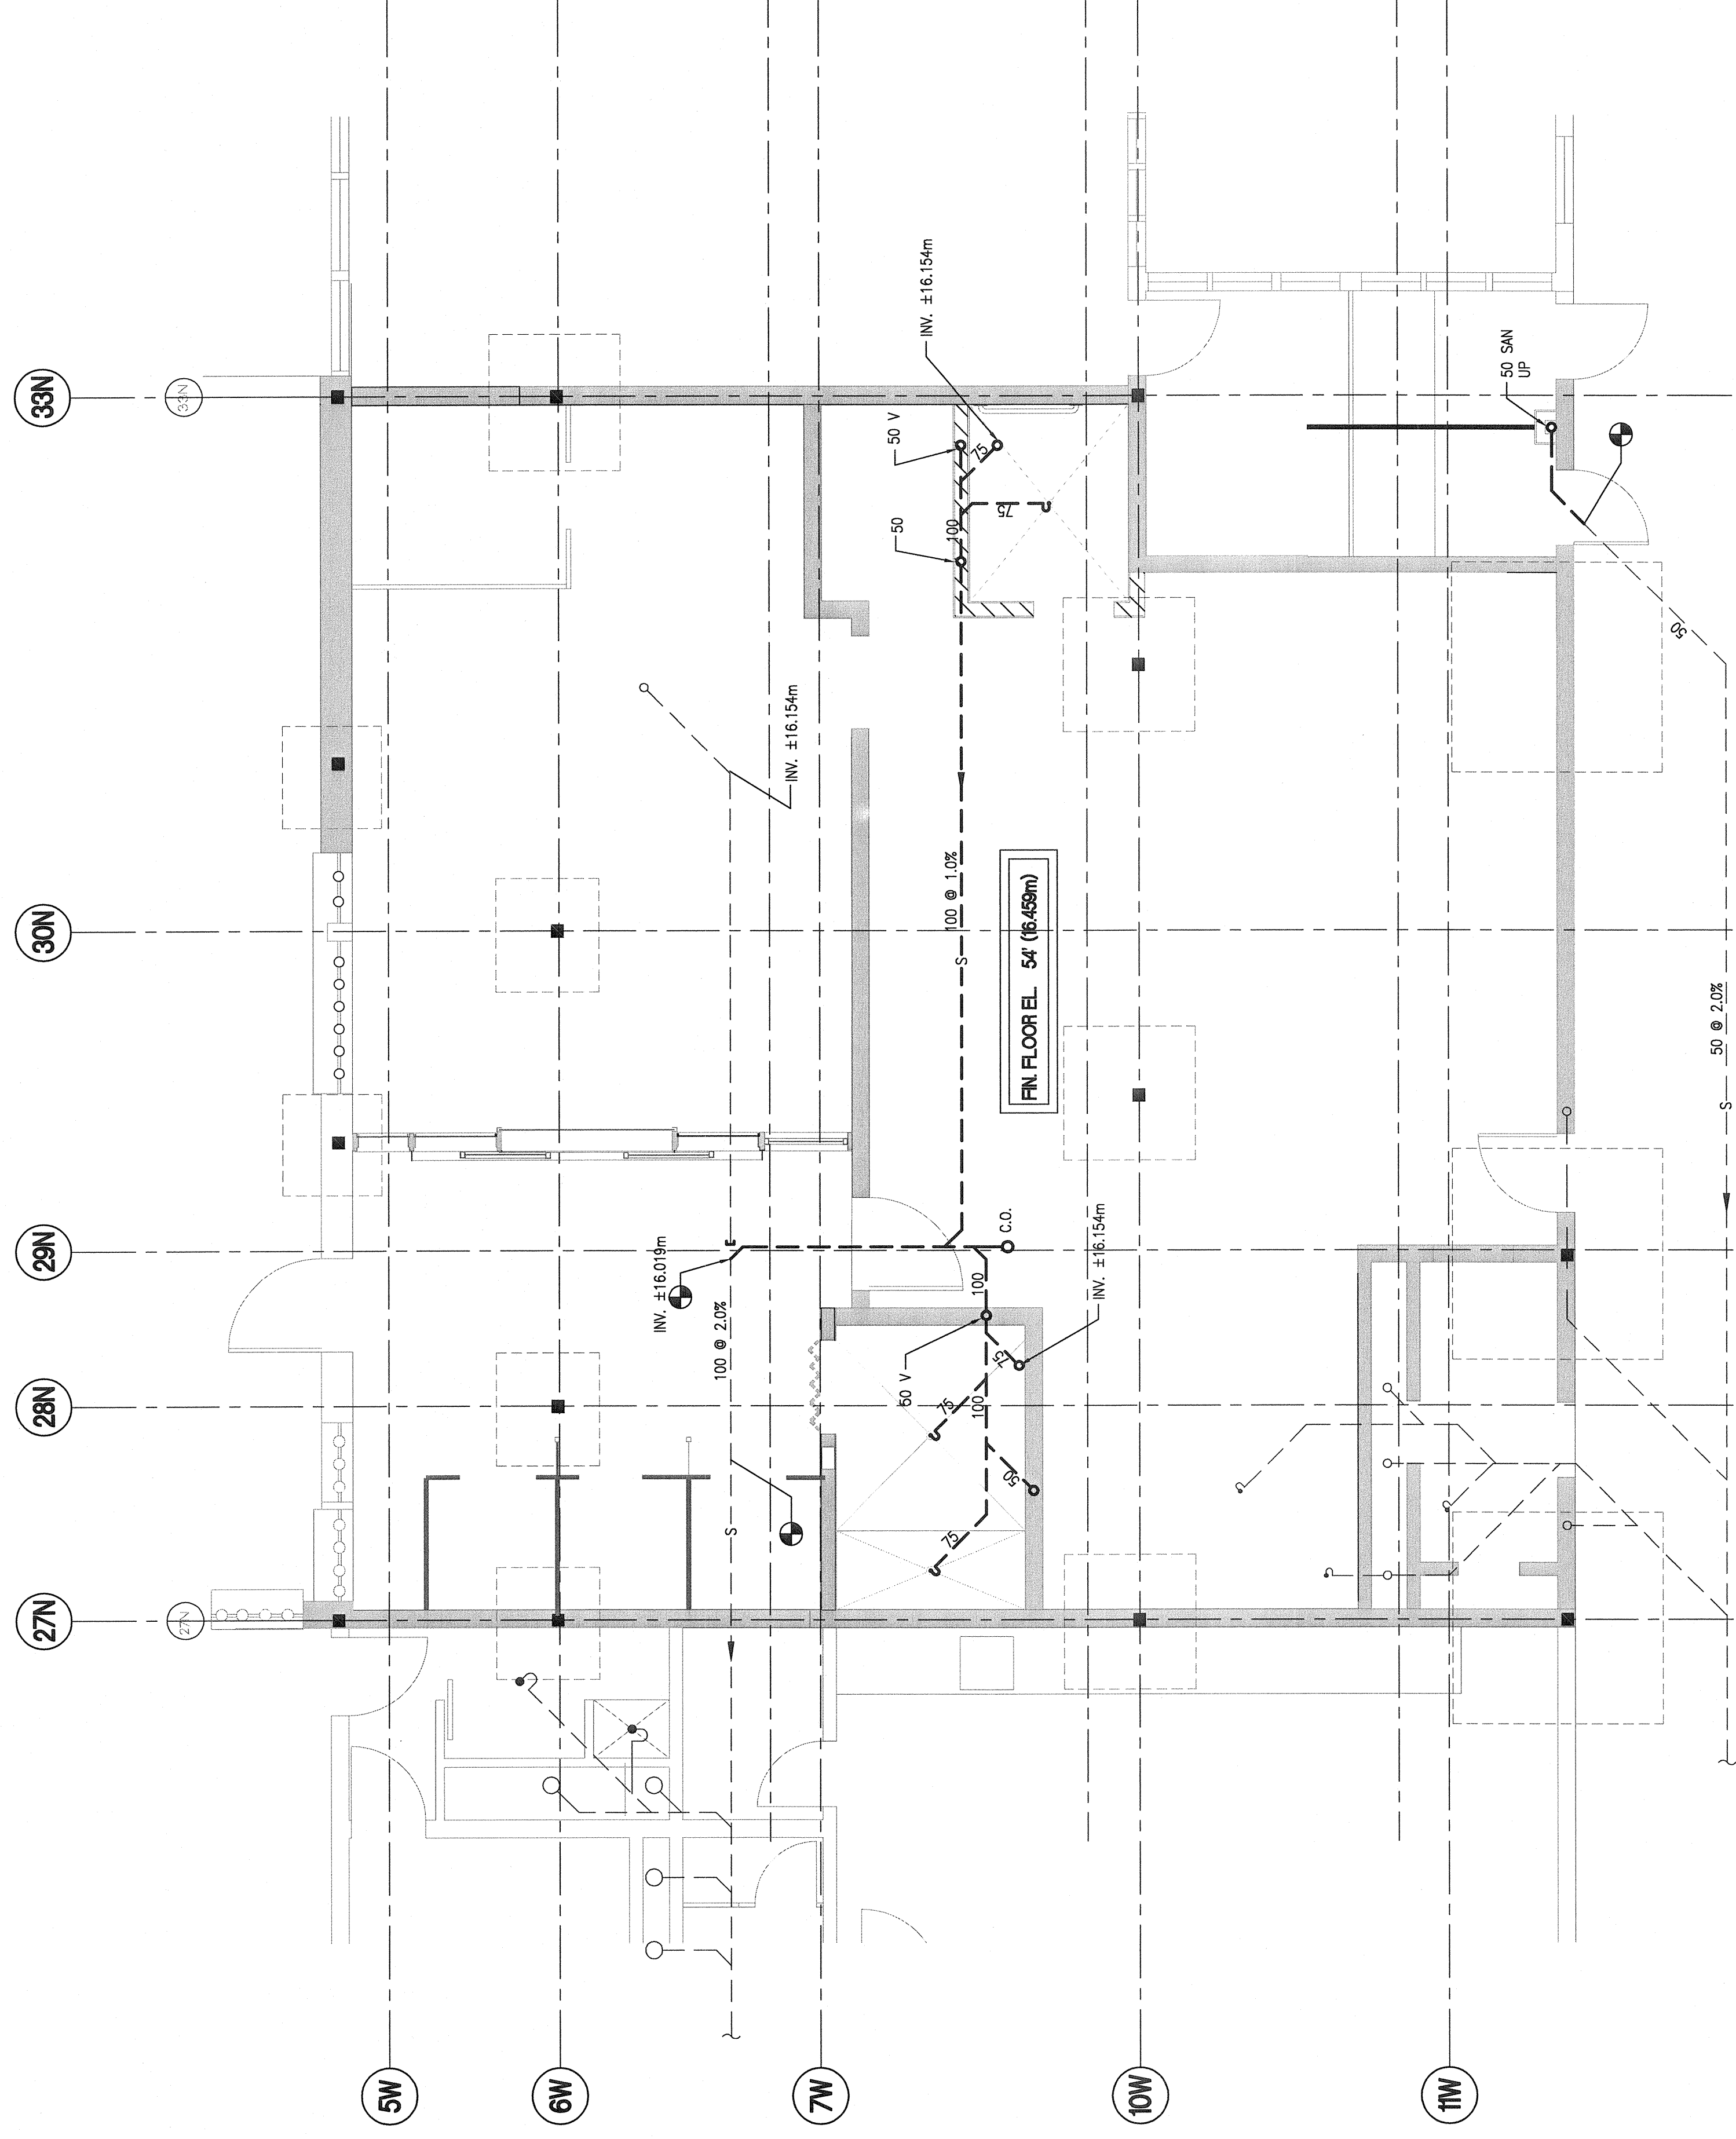 33N
33N
30N
29N
28N
27N
27N
5W
6W
7W
10W
11W
INV. ±16.154m
50 V
75
50
100
75
50 SAN
UP
50
INV. ±16.154m
100 @ 1.0%
S
FIN. FLOOR EL. 54' (16.459m)
50 @ 2.0%
S
C.O.
INV. ±16.019m
100 @ 2.0%
INV. ±16.154m
100
50 V
75
75
100
50
75
S